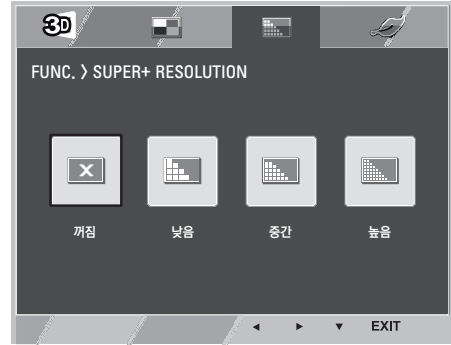 3D
FUNC. > SUPER+ RESOLUTION
X
꺼짐 낮음 중간 높음
◄ ► ▼ EXIT